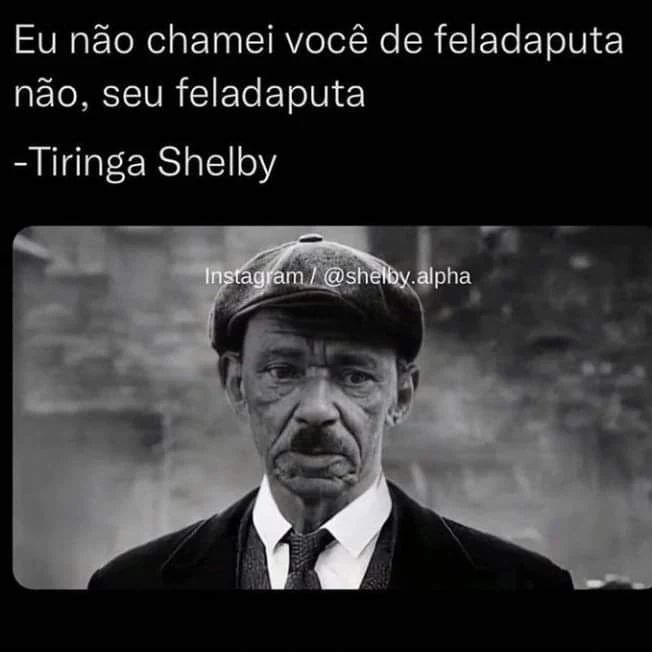 Eu não chamei você de feladaputa
não, seu feladaputa
-Tiringa Shelby
Instagram / @shelby.alpha